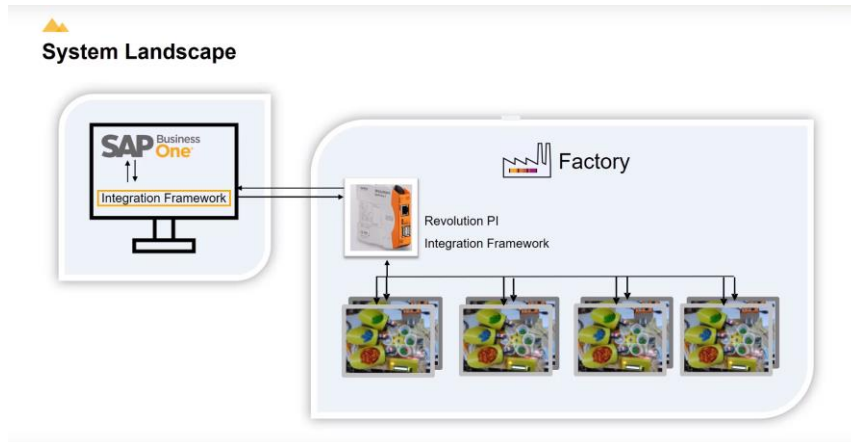 System Landscape
SAP Business One
Integration Framework
Factory
Revolution PI
Integration Framework